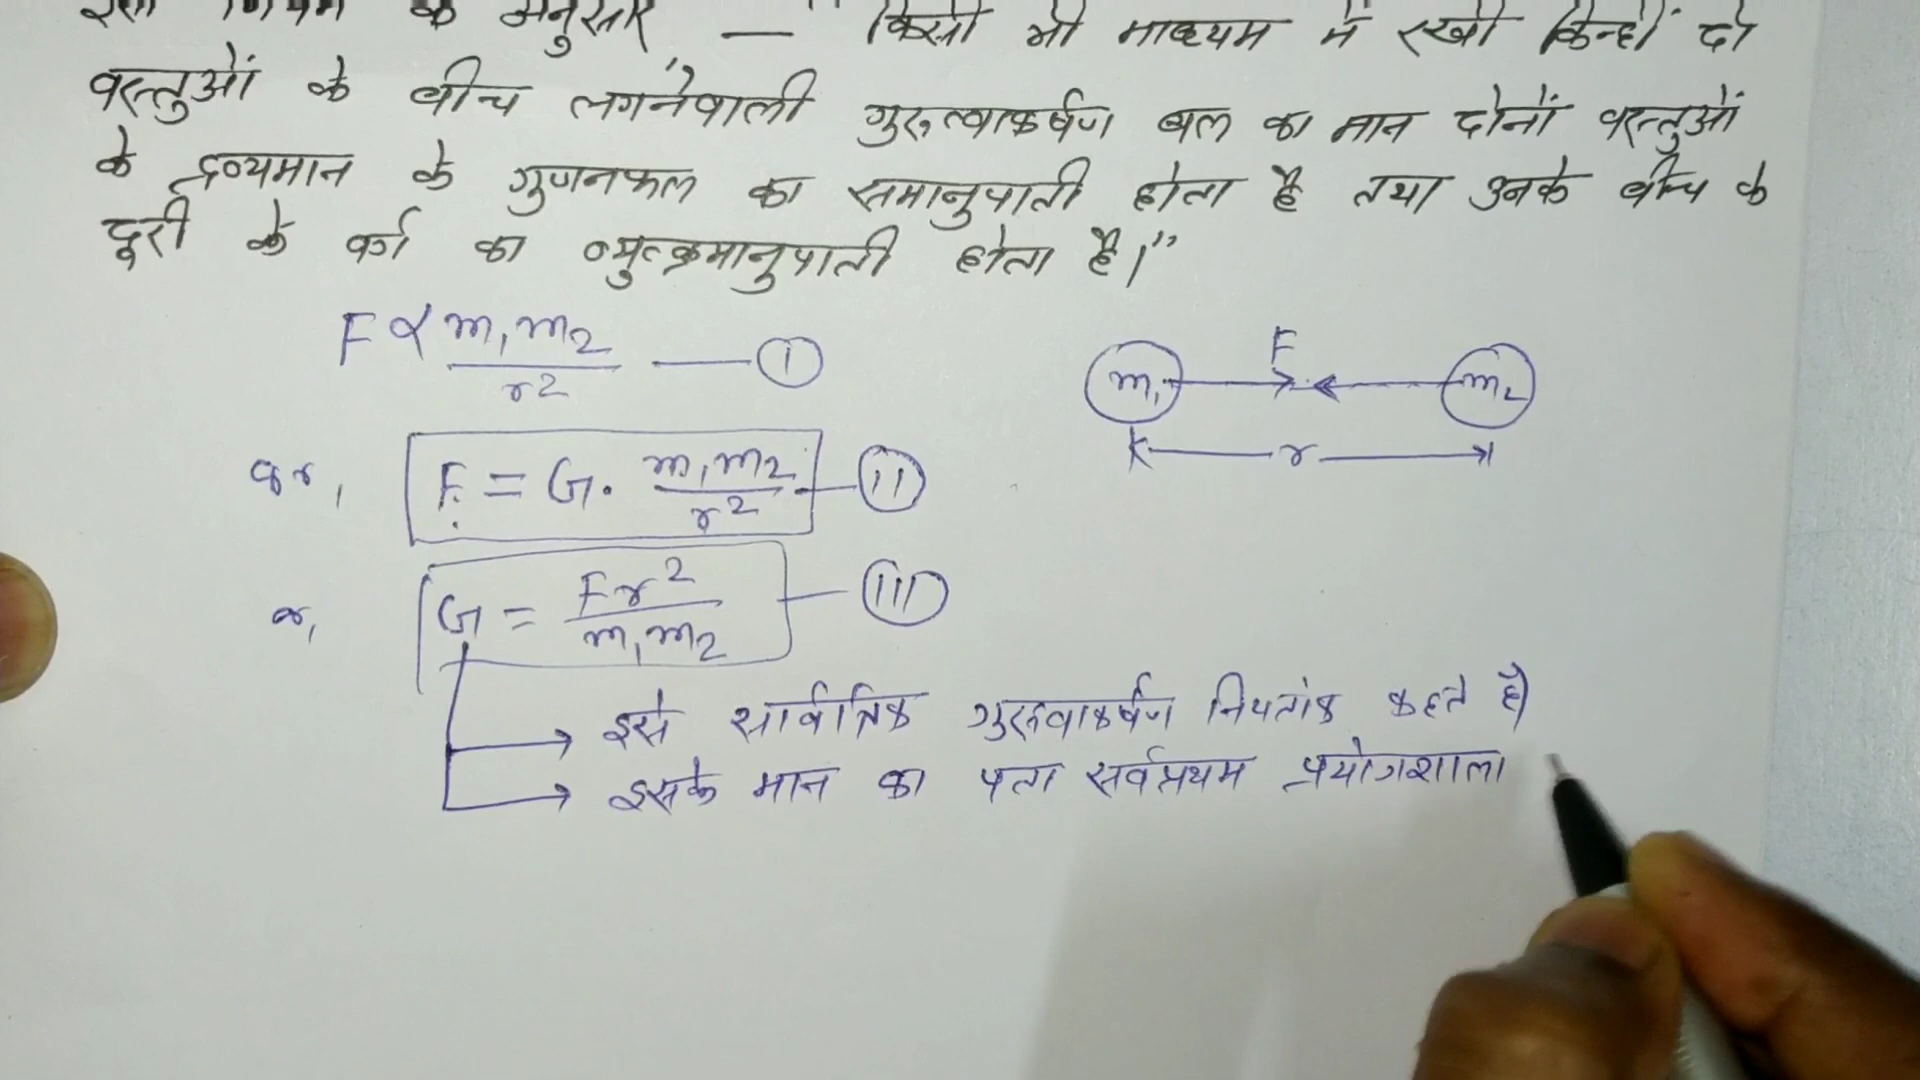 के अनुसार — "किसी भी माध्यम में रखी किन्हीं दो
वस्तुओं के बीच लगनेवाली गुरुत्वाकर्षण बल का मान दोनों वस्तुओं
के द्रव्यमान के गुणनफल का समानुपाती होता है तथा उनके बीच के
दूरी के वर्ग का व्युत्क्रमानुपाती होता है।"
F ∝ m₁m₂/r² — (I)
or, F = G. m₁m₂/r² — (II)
or, G = Fr²/m₁m₂ — (III)
→ इसे सार्वत्रिक गुरुत्वाकर्षण नियतांक कहते है।
→ इसके मान का पता सर्वप्रथम प्रयोगशाला
m₁ F m₂
r